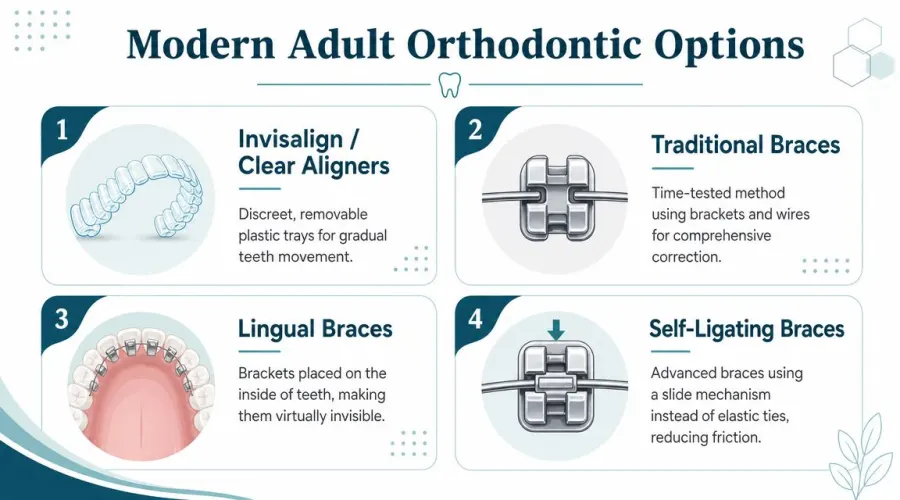 Modern Adult Orthodontic Options
1
Invisalign /
Clear Aligners
Discreet, removable
plastic trays for gradual
teeth movement.
2
Traditional Braces
Time-tested method
using brackets and wires
for comprehensive
correction.
3
Lingual Braces
Brackets placed on the
inside of teeth, making
them virtually invisible.
4
Self-Ligating Braces
Advanced braces using
a slide mechanism
instead of elastic ties,
reducing friction.